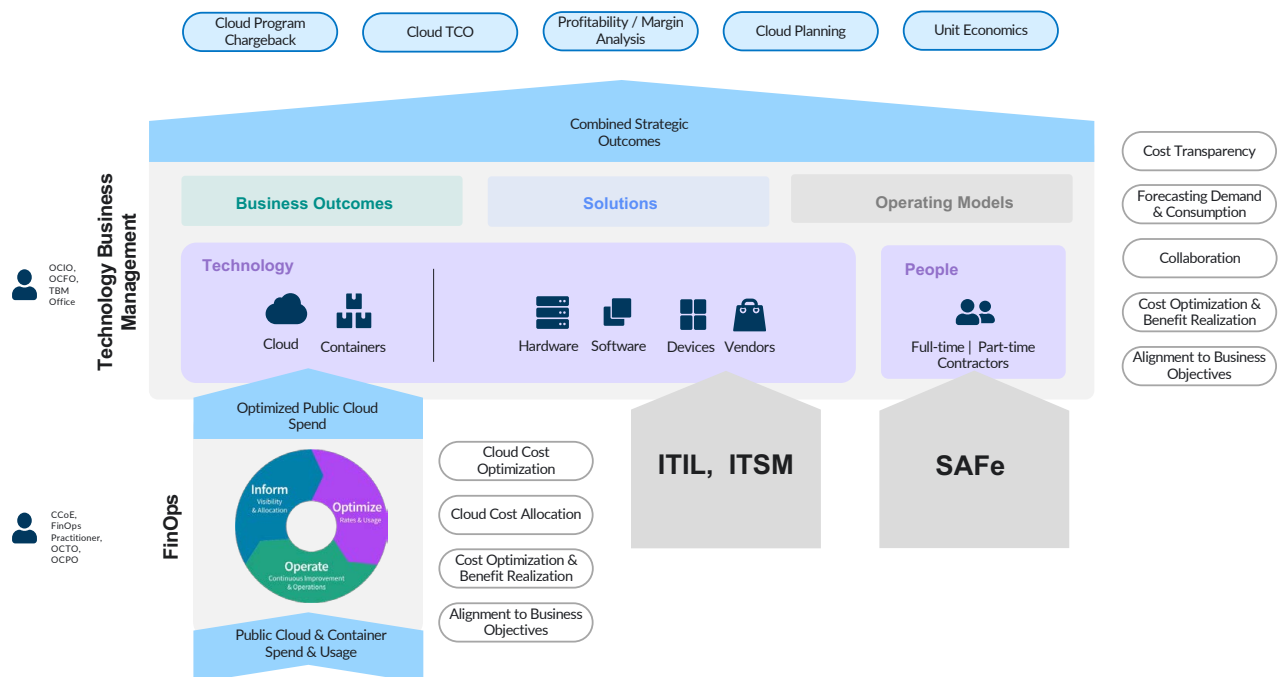 Cloud Program
Chargeback
Cloud TCO
Profitability / Margin
Analysis
Cloud Planning
Unit Economics
Combined Strategic
Outcomes
Technology Business
Management
OCIO,
OCFO,
TBM
Office
Business Outcomes
Solutions
Operating Models
Technology
Cloud
Containers
Hardware
Software
Devices
Vendors
People
Full-time | Part-time
Contractors
Cost Transparency
Forecasting Demand
& Consumption
Collaboration
Cost Optimization &
Benefit Realization
Alignment to Business
Objectives
Optimized Public Cloud
Spend
FinOps
CCoE,
FinOps
Practitioner,
OCTO,
OCPO
Inform
Visibility
& Allocation
Optimize
Rates & Usage
Operate
Continuous Improvement
& Operations
Public Cloud & Container
Spend & Usage
Cloud Cost
Optimization
Cloud Cost Allocation
Cost Optimization &
Benefit Realization
Alignment to Business
Objectives
ITIL, ITSM
SAFe